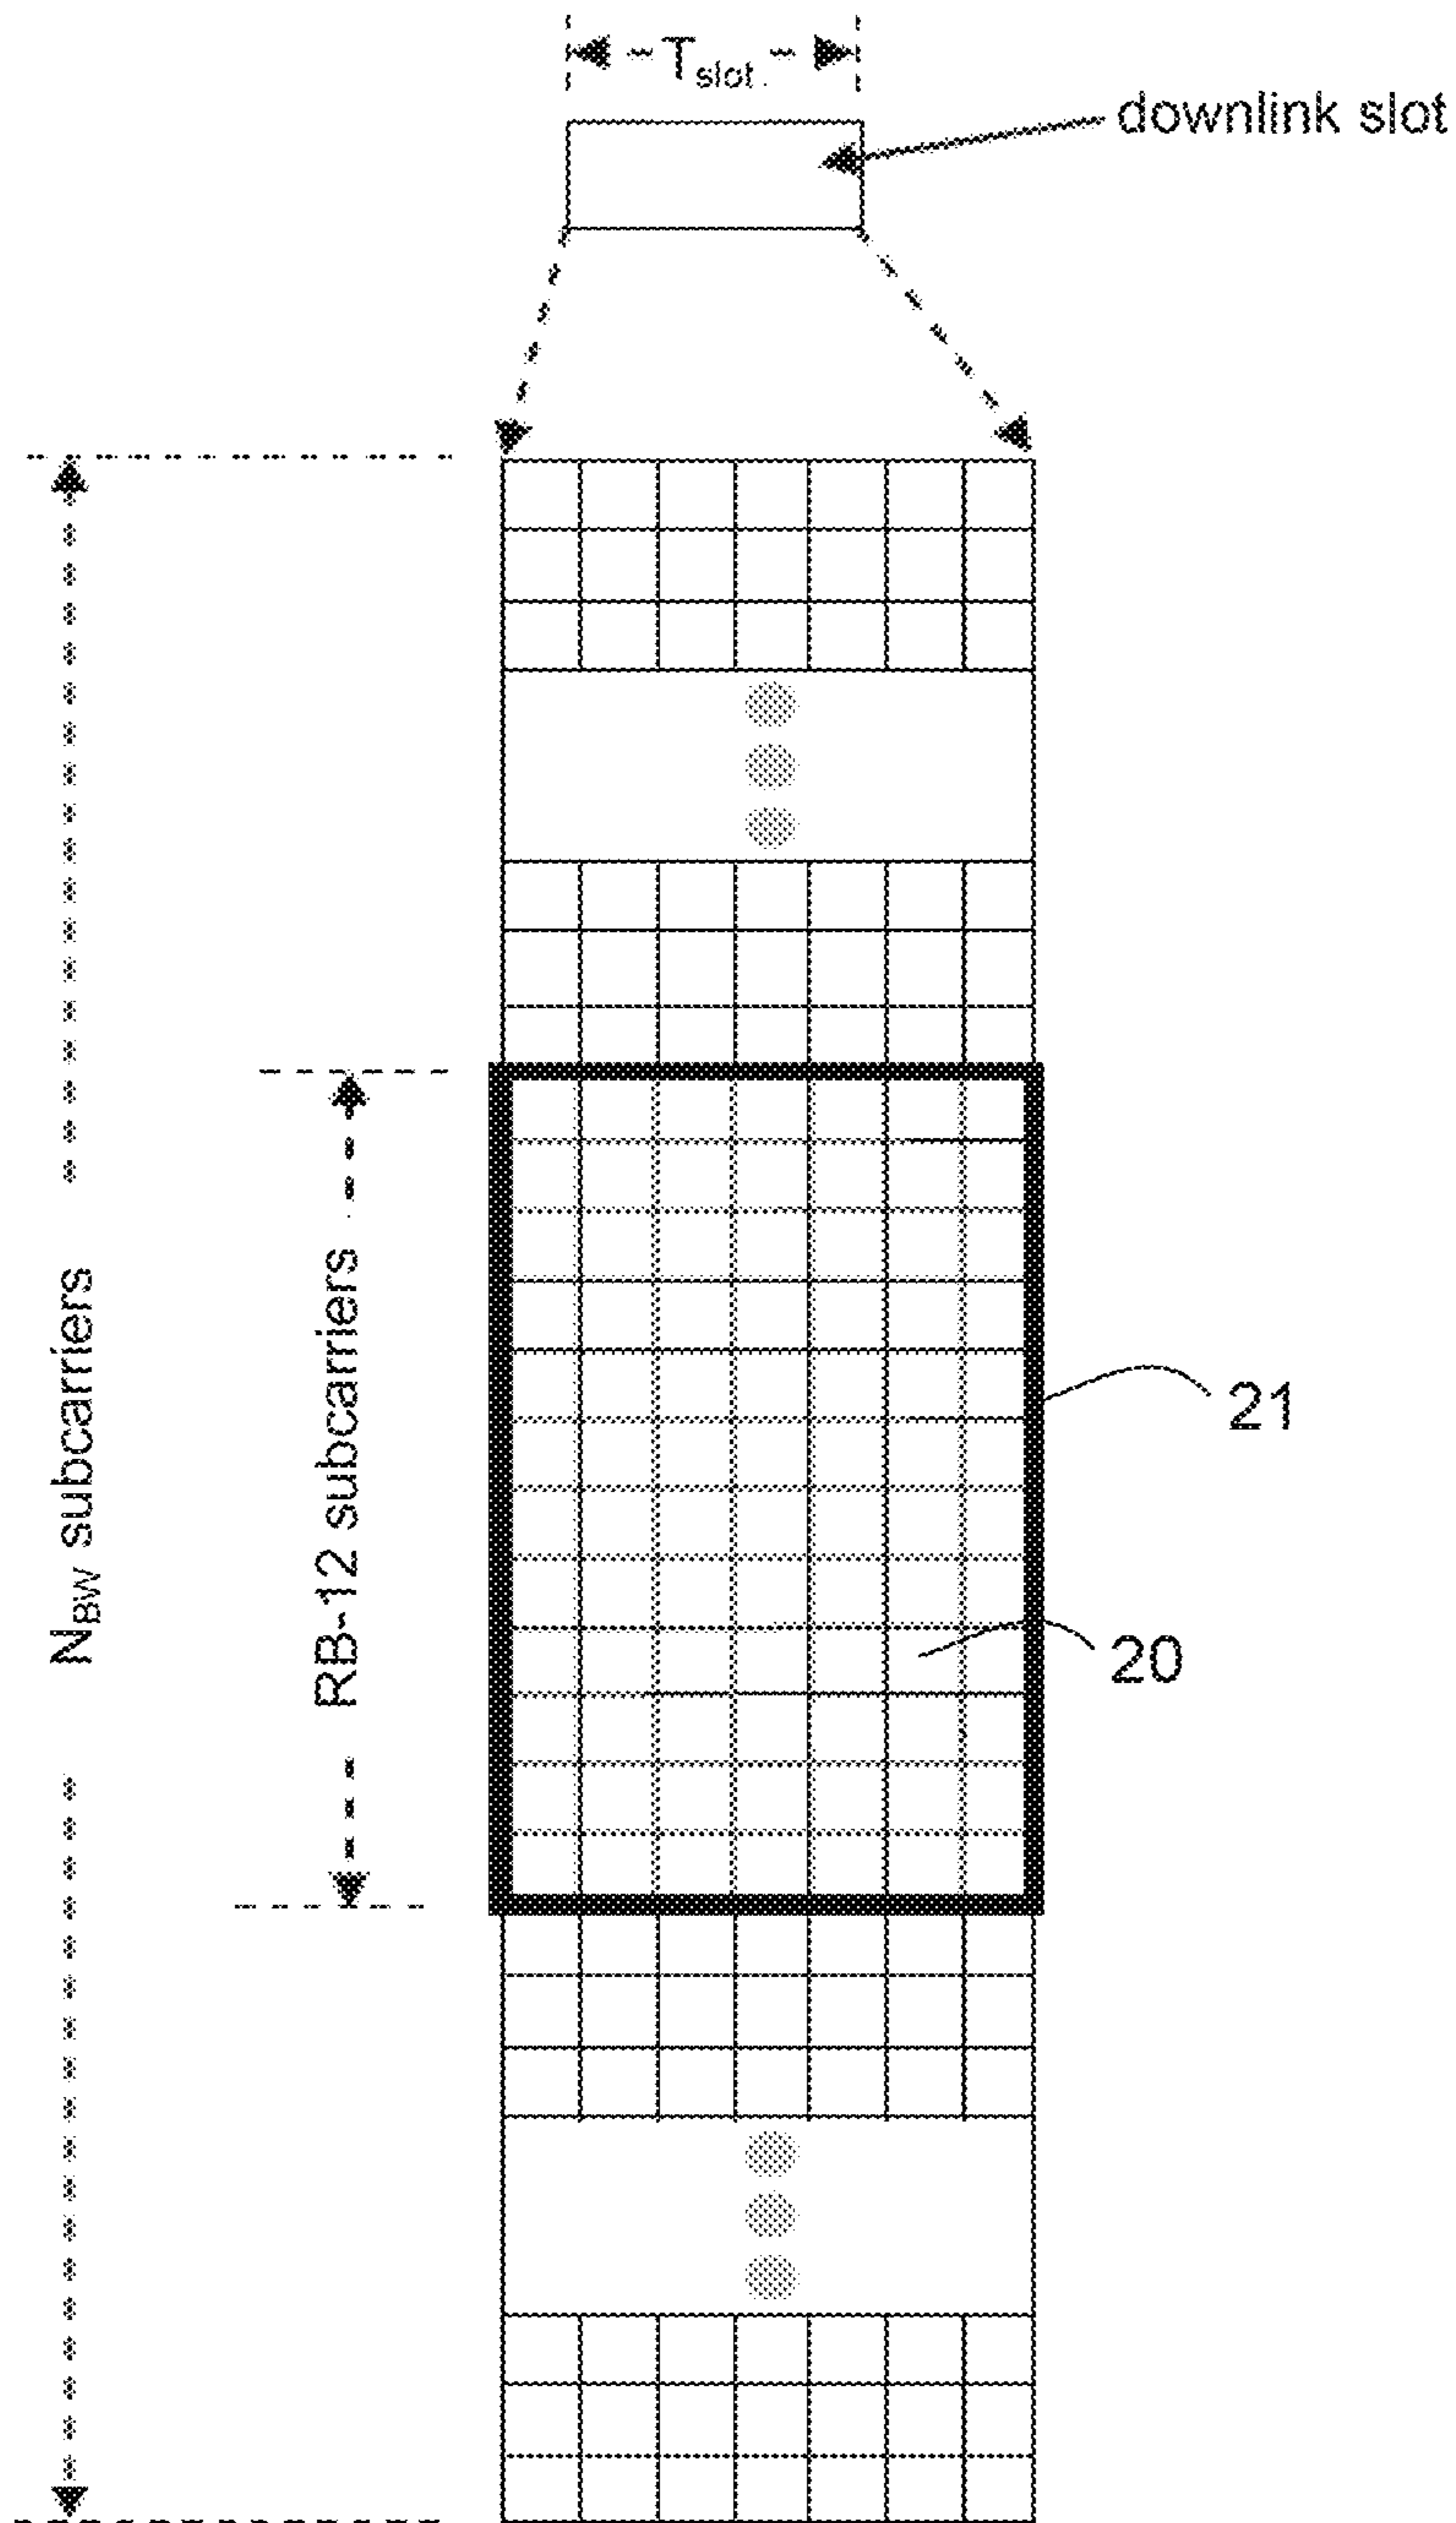 Tslot
downlink slot
NBW subcarriers
RB-12 subcarriers
21
20